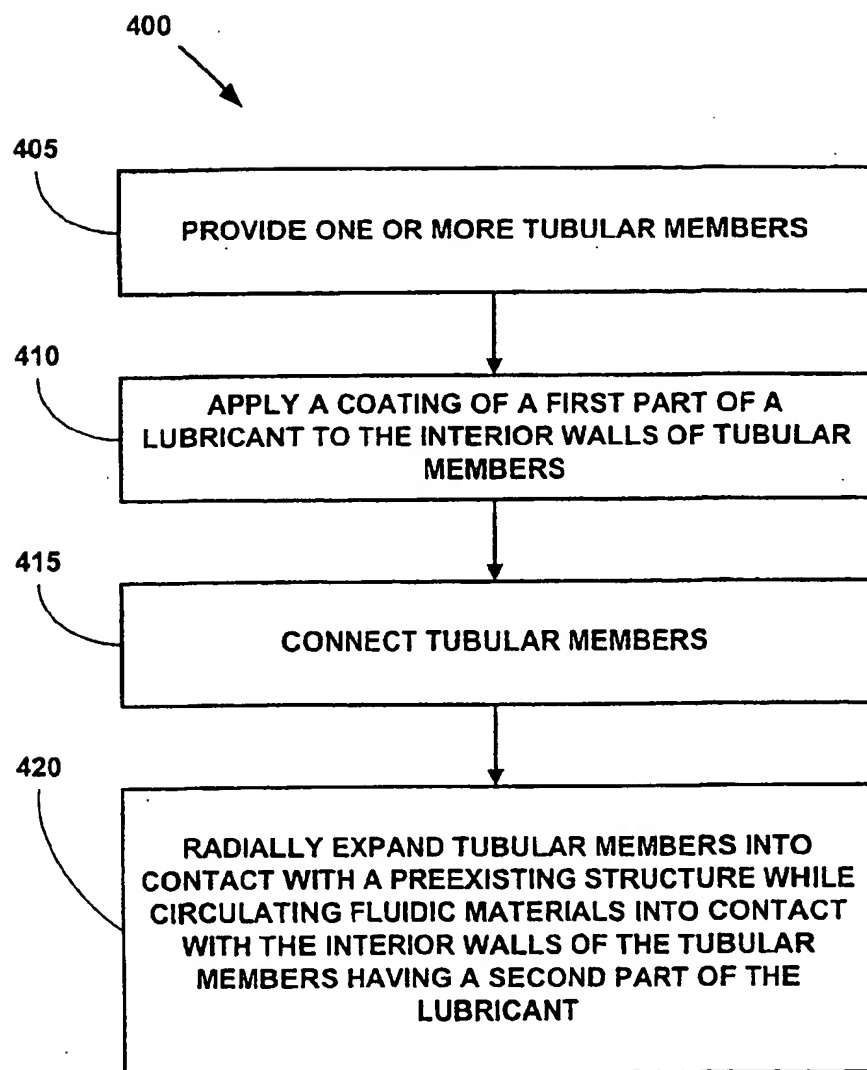 400
405
PROVIDE ONE OR MORE TUBULAR MEMBERS
410
APPLY A COATING OF A FIRST PART OF A
LUBRICANT TO THE INTERIOR WALLS OF TUBULAR
MEMBERS
415
CONNECT TUBULAR MEMBERS
420
RADIALLY EXPAND TUBULAR MEMBERS INTO
CONTACT WITH A PREEXISTING STRUCTURE WHILE
CIRCULATING FLUIDIC MATERIALS INTO CONTACT
WITH THE INTERIOR WALLS OF THE TUBULAR
MEMBERS HAVING A SECOND PART OF THE
LUBRICANT